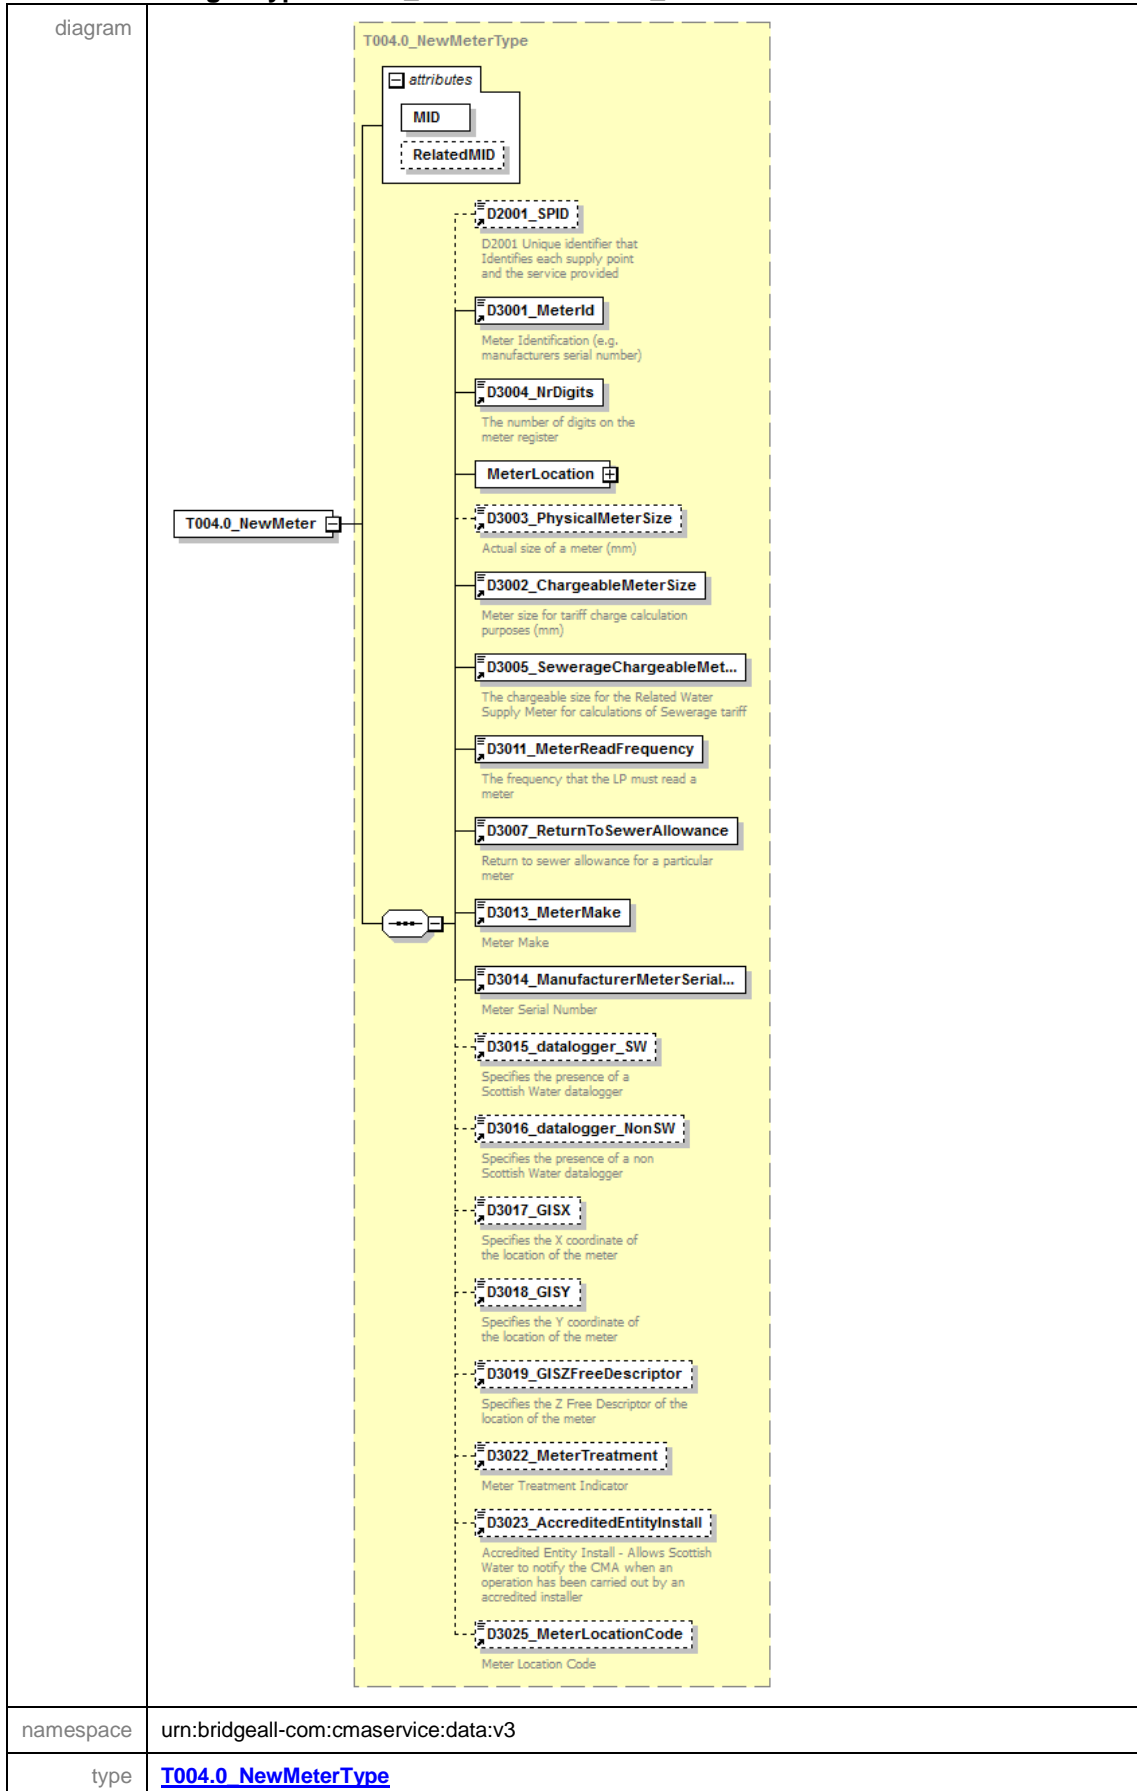 diagram
T004.0_NewMeterType
attributes
MID
RelatedMID
D2001_SPID
D2001 Unique identifier that
Identifies each supply point
and the service provided
D3001_MeterId
Meter Identification (e.g.
manufacturers serial number)
D3004_NrDigits
The number of digits on the
meter register
MeterLocation
T004.0_NewMeter
D3003_PhysicalMeterSize
Actual size of a meter (mm)
D3002_ChargeableMeterSize
Meter size for tariff charge calculation
purposes (mm)
D3005_SewerageChargeableMet...
The chargeable size for the Related Water
Supply Meter for calculations of Sewerage tariff
D3011_MeterReadFrequency
The frequency that the LP must read a
meter
D3007_ReturnToSewerAllowance
Return to sewer allowance for a particular
meter
D3013_MeterMake
Meter Make
D3014_ManufacturerMeterSerial...
Meter Serial Number
D3015_datalogger_SW
Specifies the presence of a
Scottish Water datalogger
D3016_datalogger_NonSW
Specifies the presence of a non
Scottish Water datalogger
D3017_GISX
Specifies the X coordinate of
the location of the meter
D3018_GISY
Specifies the Y coordinate of
the location of the meter
D3019_GISZFreeDescriptor
Specifies the Z Free Descriptor of the
location of the meter
D3022_MeterTreatment
Meter Treatment Indicator
D3023_AccreditedEntityInstall
Accredited Entity Install - Allows Scottish
Water to notify the CMA when an
operation has been carried out by an
accredited installer
D3025_MeterLocationCode
Meter Location Code
namespace urn:bridgeall-com:cmaservice:data:v3
type T004.0_NewMeterType